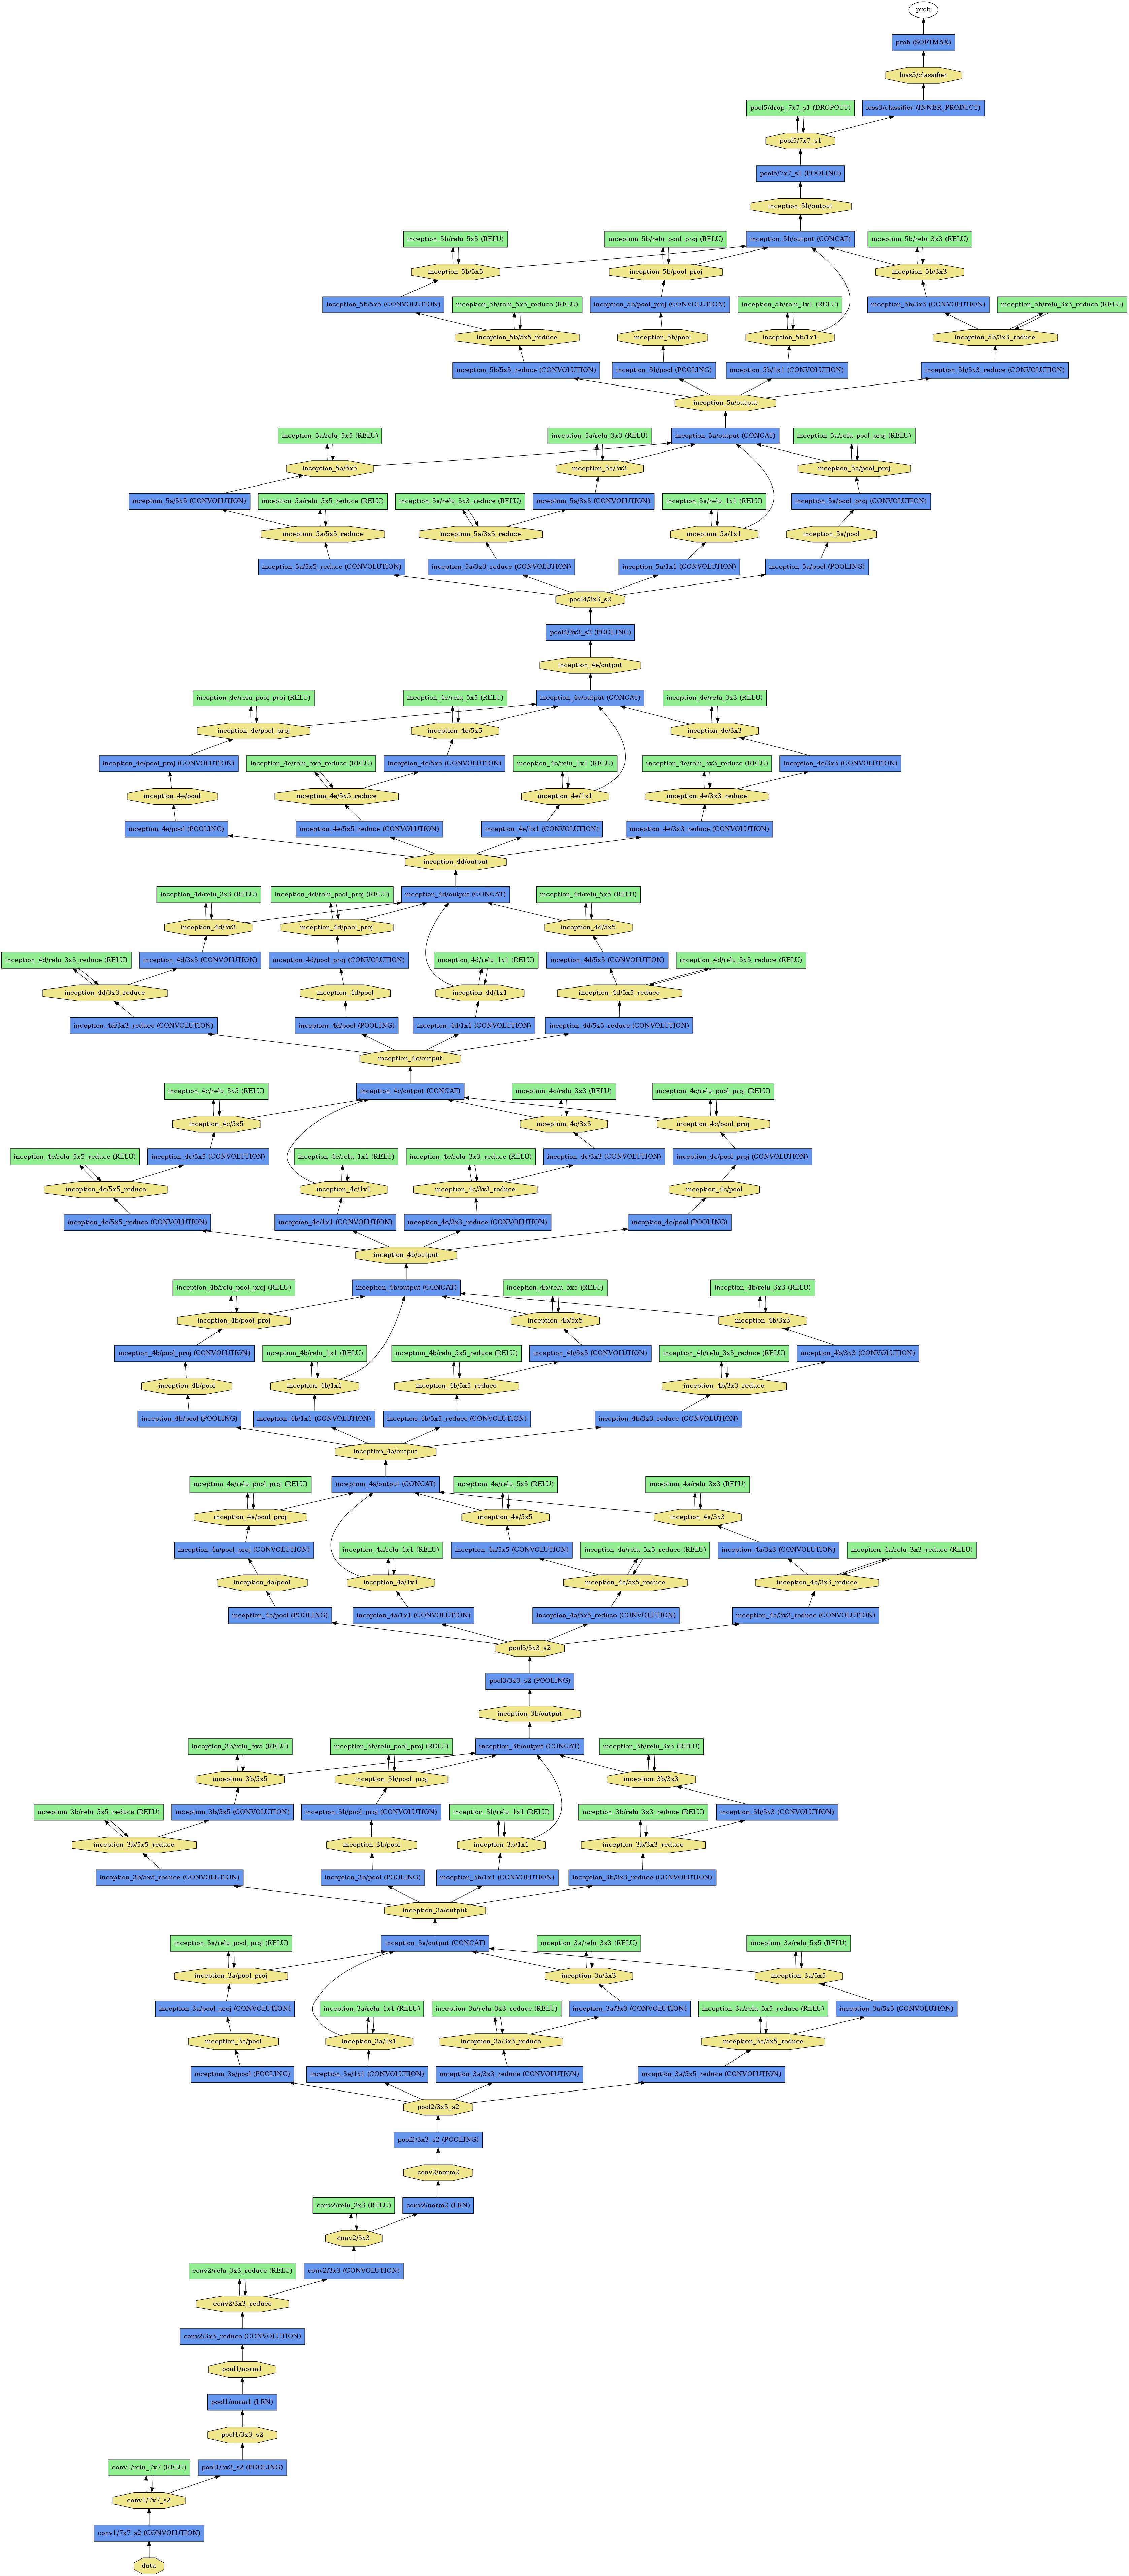 prob
prob (SOFTMAX)
loss3/classifier
pool5/drop_7x7_s1 (DROPOUT)
loss3/classifier (INNER_PRODUCT)
pool5/7x7_s1
pool5/7x7_s1 (POOLING)
inception_5b/output
inception_5b/relu_5x5 (RELU)
inception_5b/relu_pool_proj (RELU)
inception_5b/output (CONCAT)
inception_5b/relu_3x3 (RELU)
inception_5b/5x5
inception_5b/pool_proj
inception_5b/3x3
inception_5b/5x5 (CONVOLUTION)
inception_5b/relu_5x5_reduce (RELU)
inception_5b/pool_proj (CONVOLUTION)
inception_5b/relu_1x1 (RELU)
inception_5b/3x3 (CONVOLUTION)
inception_5b/relu_3x3_reduce (RELU)
inception_5b/5x5_reduce
inception_5b/pool
inception_5b/1x1
inception_5b/3x3_reduce
inception_5b/5x5_reduce (CONVOLUTION)
inception_5b/pool (POOLING)
inception_5b/1x1 (CONVOLUTION)
inception_5b/3x3_reduce (CONVOLUTION)
inception_5a/output
inception_5a/relu_5x5 (RELU)
inception_5a/relu_3x3 (RELU)
inception_5a/output (CONCAT)
inception_5a/relu_pool_proj (RELU)
inception_5a/5x5
inception_5a/3x3
inception_5a/pool_proj
inception_5a/5x5 (CONVOLUTION)
inception_5a/relu_5x5_reduce (RELU)
inception_5a/relu_3x3_reduce (RELU)
inception_5a/3x3 (CONVOLUTION)
inception_5a/relu_1x1 (RELU)
inception_5a/pool_proj (CONVOLUTION)
inception_5a/5x5_reduce
inception_5a/3x3_reduce
inception_5a/1x1
inception_5a/pool
inception_5a/5x5_reduce (CONVOLUTION)
inception_5a/3x3_reduce (CONVOLUTION)
inception_5a/1x1 (CONVOLUTION)
inception_5a/pool (POOLING)
pool4/3x3_s2
pool4/3x3_s2 (POOLING)
inception_4e/output
inception_4e/relu_pool_proj (RELU)
inception_4e/relu_5x5 (RELU)
inception_4e/output (CONCAT)
inception_4e/relu_3x3 (RELU)
inception_4e/pool_proj
inception_4e/5x5
inception_4e/3x3
inception_4e/pool_proj (CONVOLUTION)
inception_4e/relu_5x5_reduce (RELU)
inception_4e/5x5 (CONVOLUTION)
inception_4e/relu_1x1 (RELU)
inception_4e/relu_3x3_reduce (RELU)
inception_4e/3x3 (CONVOLUTION)
inception_4e/pool
inception_4e/5x5_reduce
inception_4e/1x1
inception_4e/3x3_reduce
inception_4e/pool (POOLING)
inception_4e/5x5_reduce (CONVOLUTION)
inception_4e/1x1 (CONVOLUTION)
inception_4e/3x3_reduce (CONVOLUTION)
inception_4d/output
inception_4d/relu_3x3 (RELU)
inception_4d/relu_pool_proj (RELU)
inception_4d/output (CONCAT)
inception_4d/relu_5x5 (RELU)
inception_4d/3x3
inception_4d/pool_proj
inception_4d/5x5
inception_4d/relu_3x3_reduce (RELU)
inception_4d/3x3 (CONVOLUTION)
inception_4d/pool_proj (CONVOLUTION)
inception_4d/relu_1x1 (RELU)
inception_4d/5x5 (CONVOLUTION)
inception_4d/relu_5x5_reduce (RELU)
inception_4d/3x3_reduce
inception_4d/pool
inception_4d/1x1
inception_4d/5x5_reduce
inception_4d/3x3_reduce (CONVOLUTION)
inception_4d/pool (POOLING)
inception_4d/1x1 (CONVOLUTION)
inception_4d/5x5_reduce (CONVOLUTION)
inception_4c/output
inception_4c/relu_5x5 (RELU)
inception_4c/output (CONCAT)
inception_4c/relu_3x3 (RELU)
inception_4c/relu_pool_proj (RELU)
inception_4c/5x5
inception_4c/3x3
inception_4c/pool_proj
inception_4c/relu_5x5_reduce (RELU)
inception_4c/5x5 (CONVOLUTION)
inception_4c/relu_1x1 (RELU)
inception_4c/relu_3x3_reduce (RELU)
inception_4c/3x3 (CONVOLUTION)
inception_4c/pool_proj (CONVOLUTION)
inception_4c/5x5_reduce
inception_4c/1x1
inception_4c/3x3_reduce
inception_4c/pool
inception_4c/5x5_reduce (CONVOLUTION)
inception_4c/1x1 (CONVOLUTION)
inception_4c/3x3_reduce (CONVOLUTION)
inception_4c/pool (POOLING)
inception_4b/output
inception_4b/relu_pool_proj (RELU)
inception_4b/output (CONCAT)
inception_4b/relu_5x5 (RELU)
inception_4b/relu_3x3 (RELU)
inception_4b/pool_proj
inception_4b/5x5
inception_4b/3x3
inception_4b/pool_proj (CONVOLUTION)
inception_4b/relu_1x1 (RELU)
inception_4b/relu_5x5_reduce (RELU)
inception_4b/5x5 (CONVOLUTION)
inception_4b/relu_3x3_reduce (RELU)
inception_4b/3x3 (CONVOLUTION)
inception_4b/pool
inception_4b/1x1
inception_4b/5x5_reduce
inception_4b/3x3_reduce
inception_4b/pool (POOLING)
inception_4b/1x1 (CONVOLUTION)
inception_4b/5x5_reduce (CONVOLUTION)
inception_4b/3x3_reduce (CONVOLUTION)
inception_4a/output
inception_4a/relu_pool_proj (RELU)
inception_4a/output (CONCAT)
inception_4a/relu_5x5 (RELU)
inception_4a/relu_3x3 (RELU)
inception_4a/pool_proj
inception_4a/5x5
inception_4a/3x3
inception_4a/pool_proj (CONVOLUTION)
inception_4a/relu_1x1 (RELU)
inception_4a/5x5 (CONVOLUTION)
inception_4a/relu_5x5_reduce (RELU)
inception_4a/3x3 (CONVOLUTION)
inception_4a/relu_3x3_reduce (RELU)
inception_4a/pool
inception_4a/1x1
inception_4a/5x5_reduce
inception_4a/3x3_reduce
inception_4a/pool (POOLING)
inception_4a/1x1 (CONVOLUTION)
inception_4a/5x5_reduce (CONVOLUTION)
inception_4a/3x3_reduce (CONVOLUTION)
pool3/3x3_s2
pool3/3x3_s2 (POOLING)
inception_3b/output
inception_3b/relu_5x5 (RELU)
inception_3b/relu_pool_proj (RELU)
inception_3b/output (CONCAT)
inception_3b/relu_3x3 (RELU)
inception_3b/5x5
inception_3b/pool_proj
inception_3b/3x3
inception_3b/relu_5x5_reduce (RELU)
inception_3b/5x5 (CONVOLUTION)
inception_3b/pool_proj (CONVOLUTION)
inception_3b/relu_1x1 (RELU)
inception_3b/relu_3x3_reduce (RELU)
inception_3b/3x3 (CONVOLUTION)
inception_3b/5x5_reduce
inception_3b/pool
inception_3b/1x1
inception_3b/3x3_reduce
inception_3b/5x5_reduce (CONVOLUTION)
inception_3b/pool (POOLING)
inception_3b/1x1 (CONVOLUTION)
inception_3b/3x3_reduce (CONVOLUTION)
inception_3a/output
inception_3a/relu_pool_proj (RELU)
inception_3a/output (CONCAT)
inception_3a/relu_3x3 (RELU)
inception_3a/relu_5x5 (RELU)
inception_3a/pool_proj
inception_3a/3x3
inception_3a/5x5
inception_3a/pool_proj (CONVOLUTION)
inception_3a/relu_1x1 (RELU)
inception_3a/relu_3x3_reduce (RELU)
inception_3a/3x3 (CONVOLUTION)
inception_3a/relu_5x5_reduce (RELU)
inception_3a/5x5 (CONVOLUTION)
inception_3a/pool
inception_3a/1x1
inception_3a/3x3_reduce
inception_3a/5x5_reduce
inception_3a/pool (POOLING)
inception_3a/1x1 (CONVOLUTION)
inception_3a/3x3_reduce (CONVOLUTION)
inception_3a/5x5_reduce (CONVOLUTION)
pool2/3x3_s2
pool2/3x3_s2 (POOLING)
conv2/norm2
conv2/relu_3x3 (RELU)
conv2/norm2 (LRN)
conv2/3x3
conv2/relu_3x3_reduce (RELU)
conv2/3x3 (CONVOLUTION)
conv2/3x3_reduce
conv2/3x3_reduce (CONVOLUTION)
pool1/norm1
pool1/norm1 (LRN)
pool1/3x3_s2
conv1/relu_7x7 (RELU)
pool1/3x3_s2 (POOLING)
conv1/7x7_s2
conv1/7x7_s2 (CONVOLUTION)
data